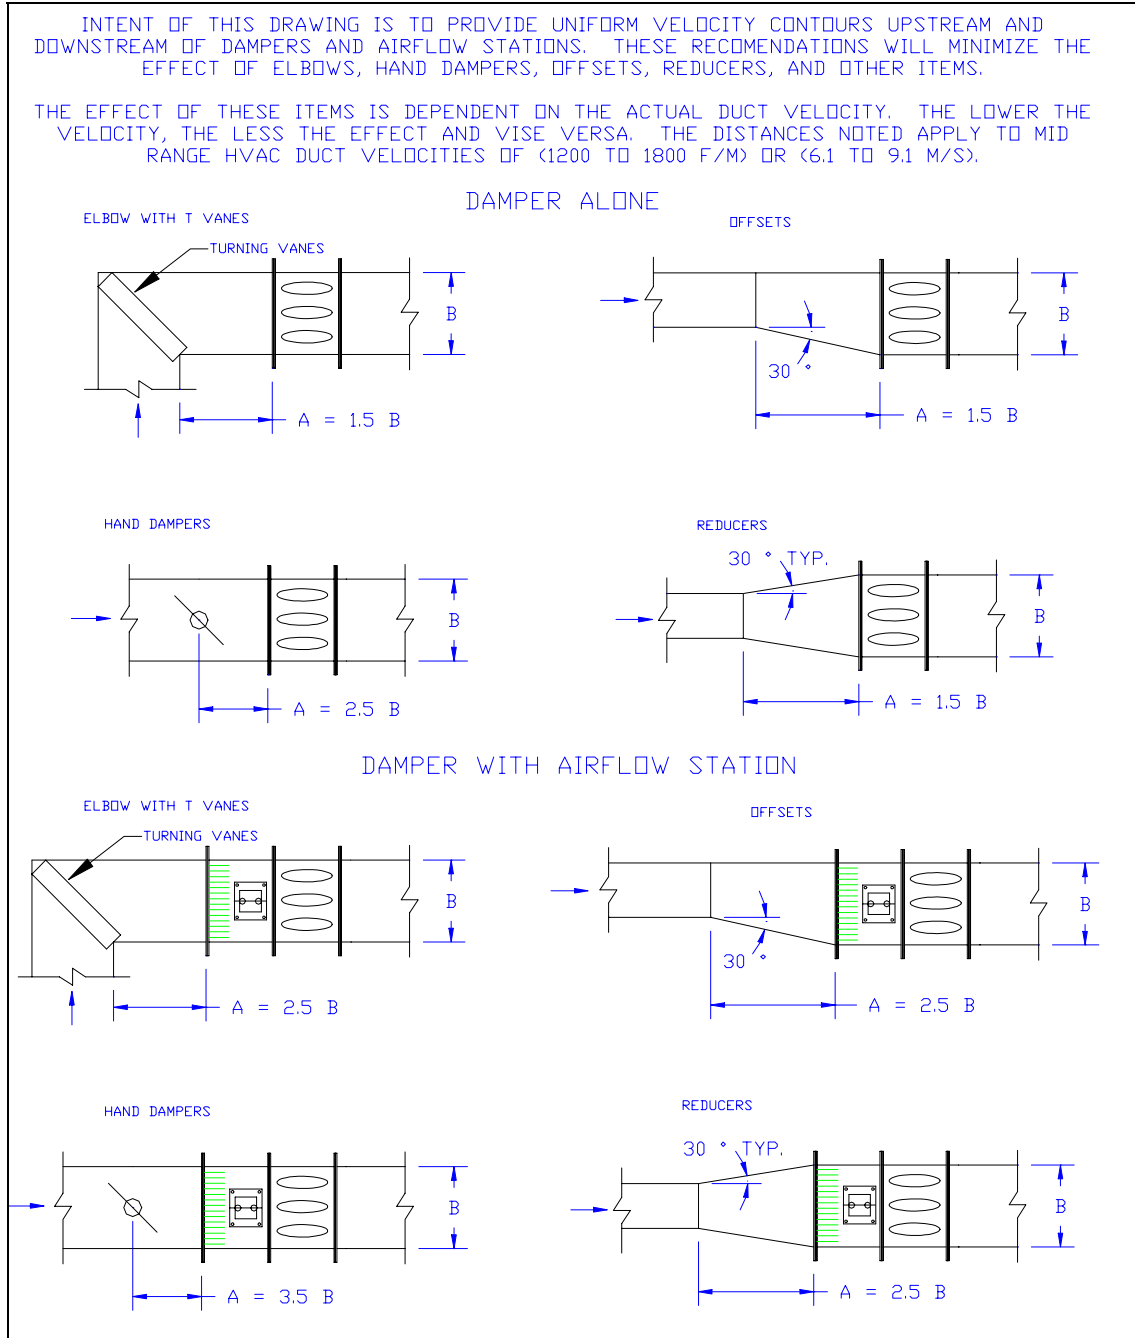 INTENT OF THIS DRAWING IS TO PROVIDE UNIFORM VELOCITY CONTOURS UPSTREAM AND
DOWNSTREAM OF DAMPERS AND AIRFLOW STATIONS. THESE RECOMENDATIONS WILL MINIMIZE THE
EFFECT OF ELBOWS, HAND DAMPERS, OFFSETS, REDUCERS, AND OTHER ITEMS.
THE EFFECT OF THESE ITEMS IS DEPENDENT ON THE ACTUAL DUCT VELOCITY. THE LOWER THE
VELOCITY, THE LESS THE EFFECT AND VISE VERSA. THE DISTANCES NOTED APPLY TO MID
RANGE HVAC DUCT VELOCITIES OF (1200 TO 1800 F/M) OR (6.1 TO 9.1 M/S).
DAMPER ALONE
ELBOW WITH T VANES
TURNING VANES
B
A = 1.5 B
OFFSETS
B
30 °
A = 1.5 B
HAND DAMPERS
B
A = 2.5 B
REDUCERS
30 ° TYP.
B
A = 1.5 B
DAMPER WITH AIRFLOW STATION
ELBOW WITH T VANES
TURNING VANES
B
A = 2.5 B
OFFSETS
B
30 °
A = 2.5 B
HAND DAMPERS
B
A = 3.5 B
REDUCERS
30 ° TYP.
B
A = 2.5 B